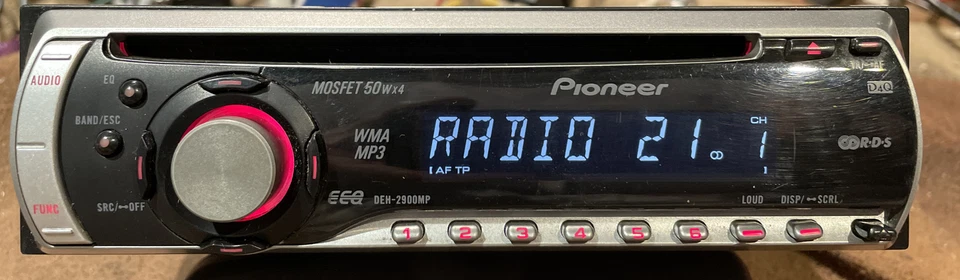 AUDIO
EQ
MOSFET 50Wx4
Pioneer
D4Q
BAND/ESC
WMA
MP3
RADIO 21. 1
CH
AF TP
R·D·S
FUNC
SRC/OFF
EEQ
DEH-2900MP
LOUD
DISP/SCRL
1 2 3 4 5 6